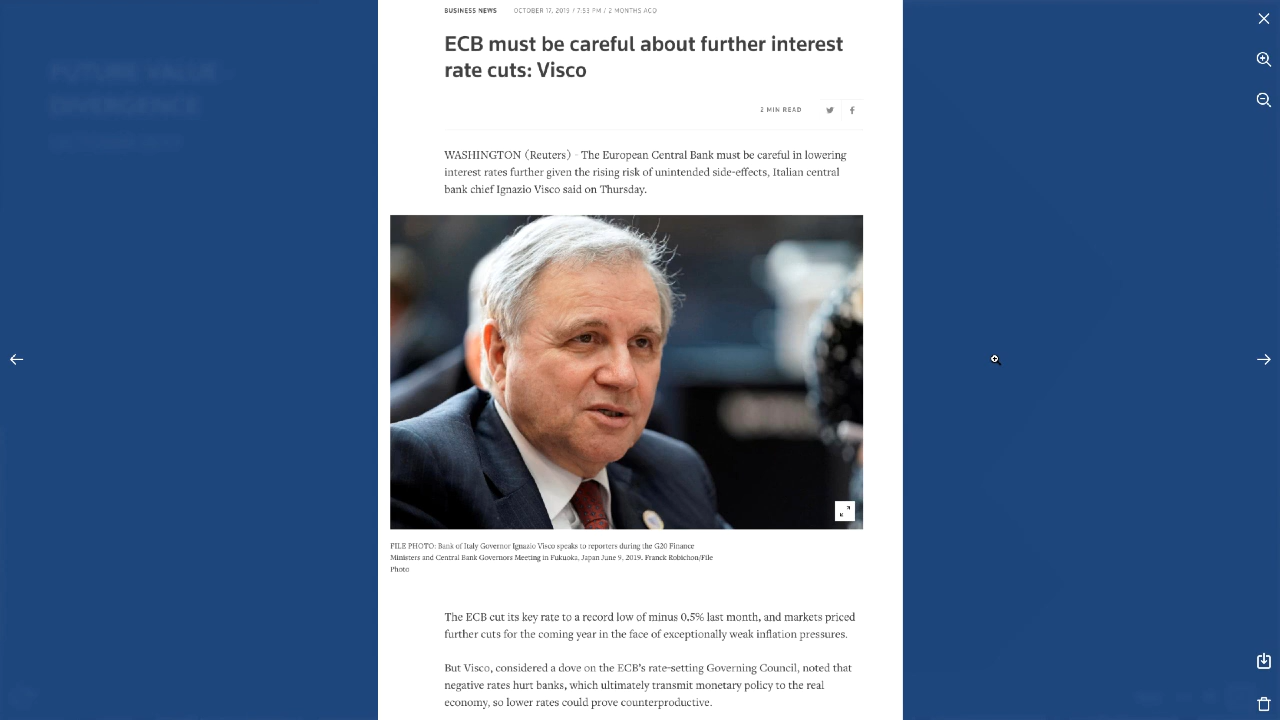 BUSINESS NEWS OCTOBER 17, 2019 / 7:53 PM / 2 MONTHS AGO
ECB must be careful about further interest
rate cuts: Visco
2 MIN READ
WASHINGTON (Reuters) - The European Central Bank must be careful in lowering
interest rates further given the rising risk of unintended side-effects, Italian central
bank chief Ignazio Visco said on Thursday.
FILE PHOTO: Bank of Italy Governor Ignazio Visco speaks to reporters during the G20 Finance
Ministers and Central Bank Governors Meeting in Fukuoka, Japan June 9, 2019. Franck Robichon/File
Photo
The ECB cut its key rate to a record low of minus 0.5% last month, and markets priced
further cuts for the coming year in the face of exceptionally weak inflation pressures.
But Visco, considered a dove on the ECB's rate-setting Governing Council, noted that
negative rates hurt banks, which ultimately transmit monetary policy to the real
economy, so lower rates could prove counterproductive.
FUTURE VALUE -
DIVERGENCE